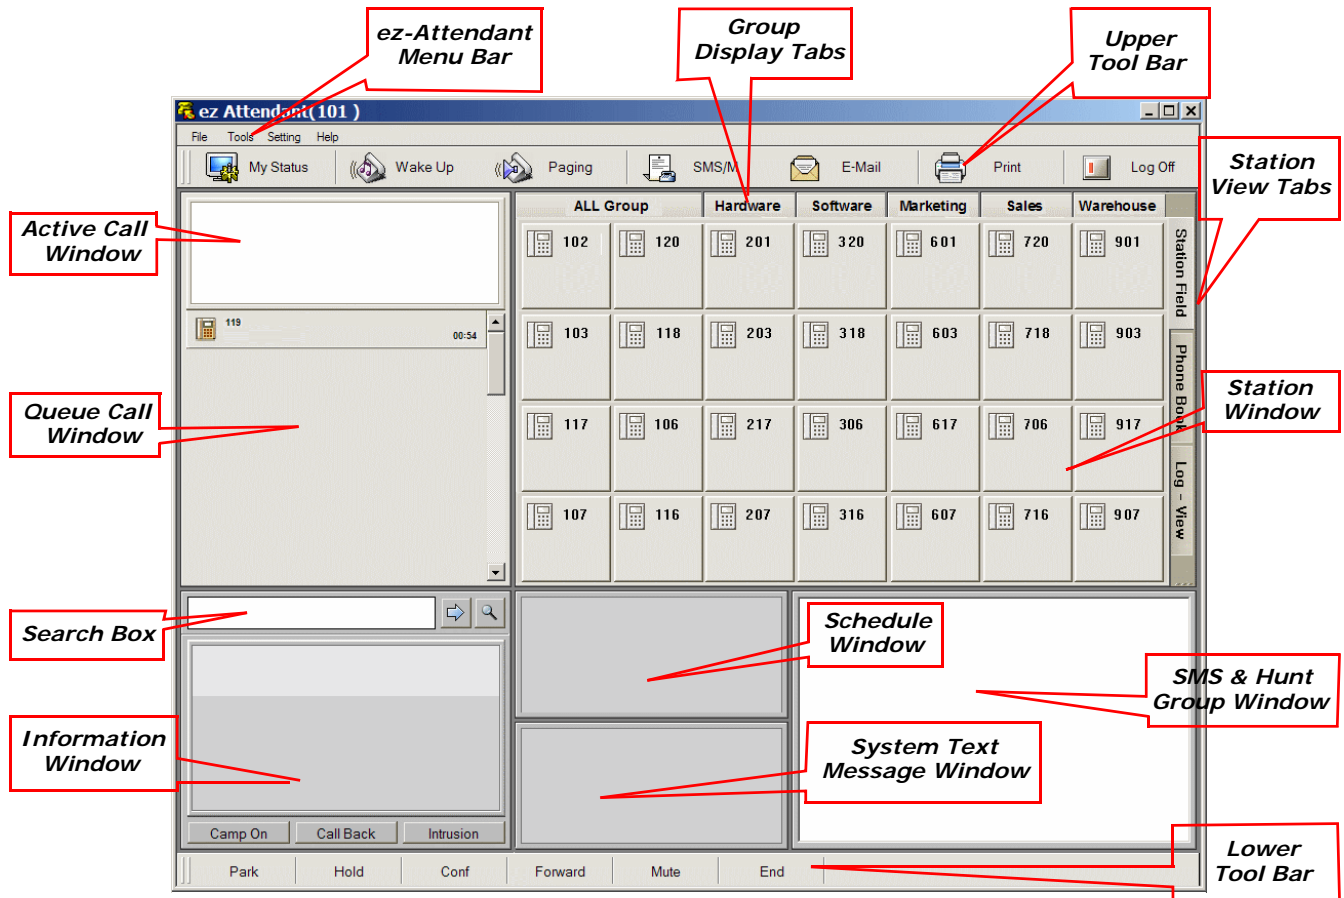 ez-Attendant
Menu Bar
Group
Display Tabs
Upper
Tool Bar
ez Attendant(101 )
File Tools Setting Help
My Status Wake Up Paging SMS/M E-Mail Print Log Off
Station
View Tabs
Active Call
Window
ALL Group Hardware Software Marketing Sales Warehouse
102 120 201 320 601 720 901
Station Field
119
00:54
103 118 203 318 603 718 903
Phone Book
Queue Call
Window
Station
Window
117 106 217 306 617 706 917
Log - View
107 116 207 316 607 716 907
Search Box
Schedule
Window
SMS & Hunt
Group Window
Information
Window
System Text
Message Window
Camp On Call Back Intrusion
Park Hold Conf Forward Mute End
Lower
Tool Bar